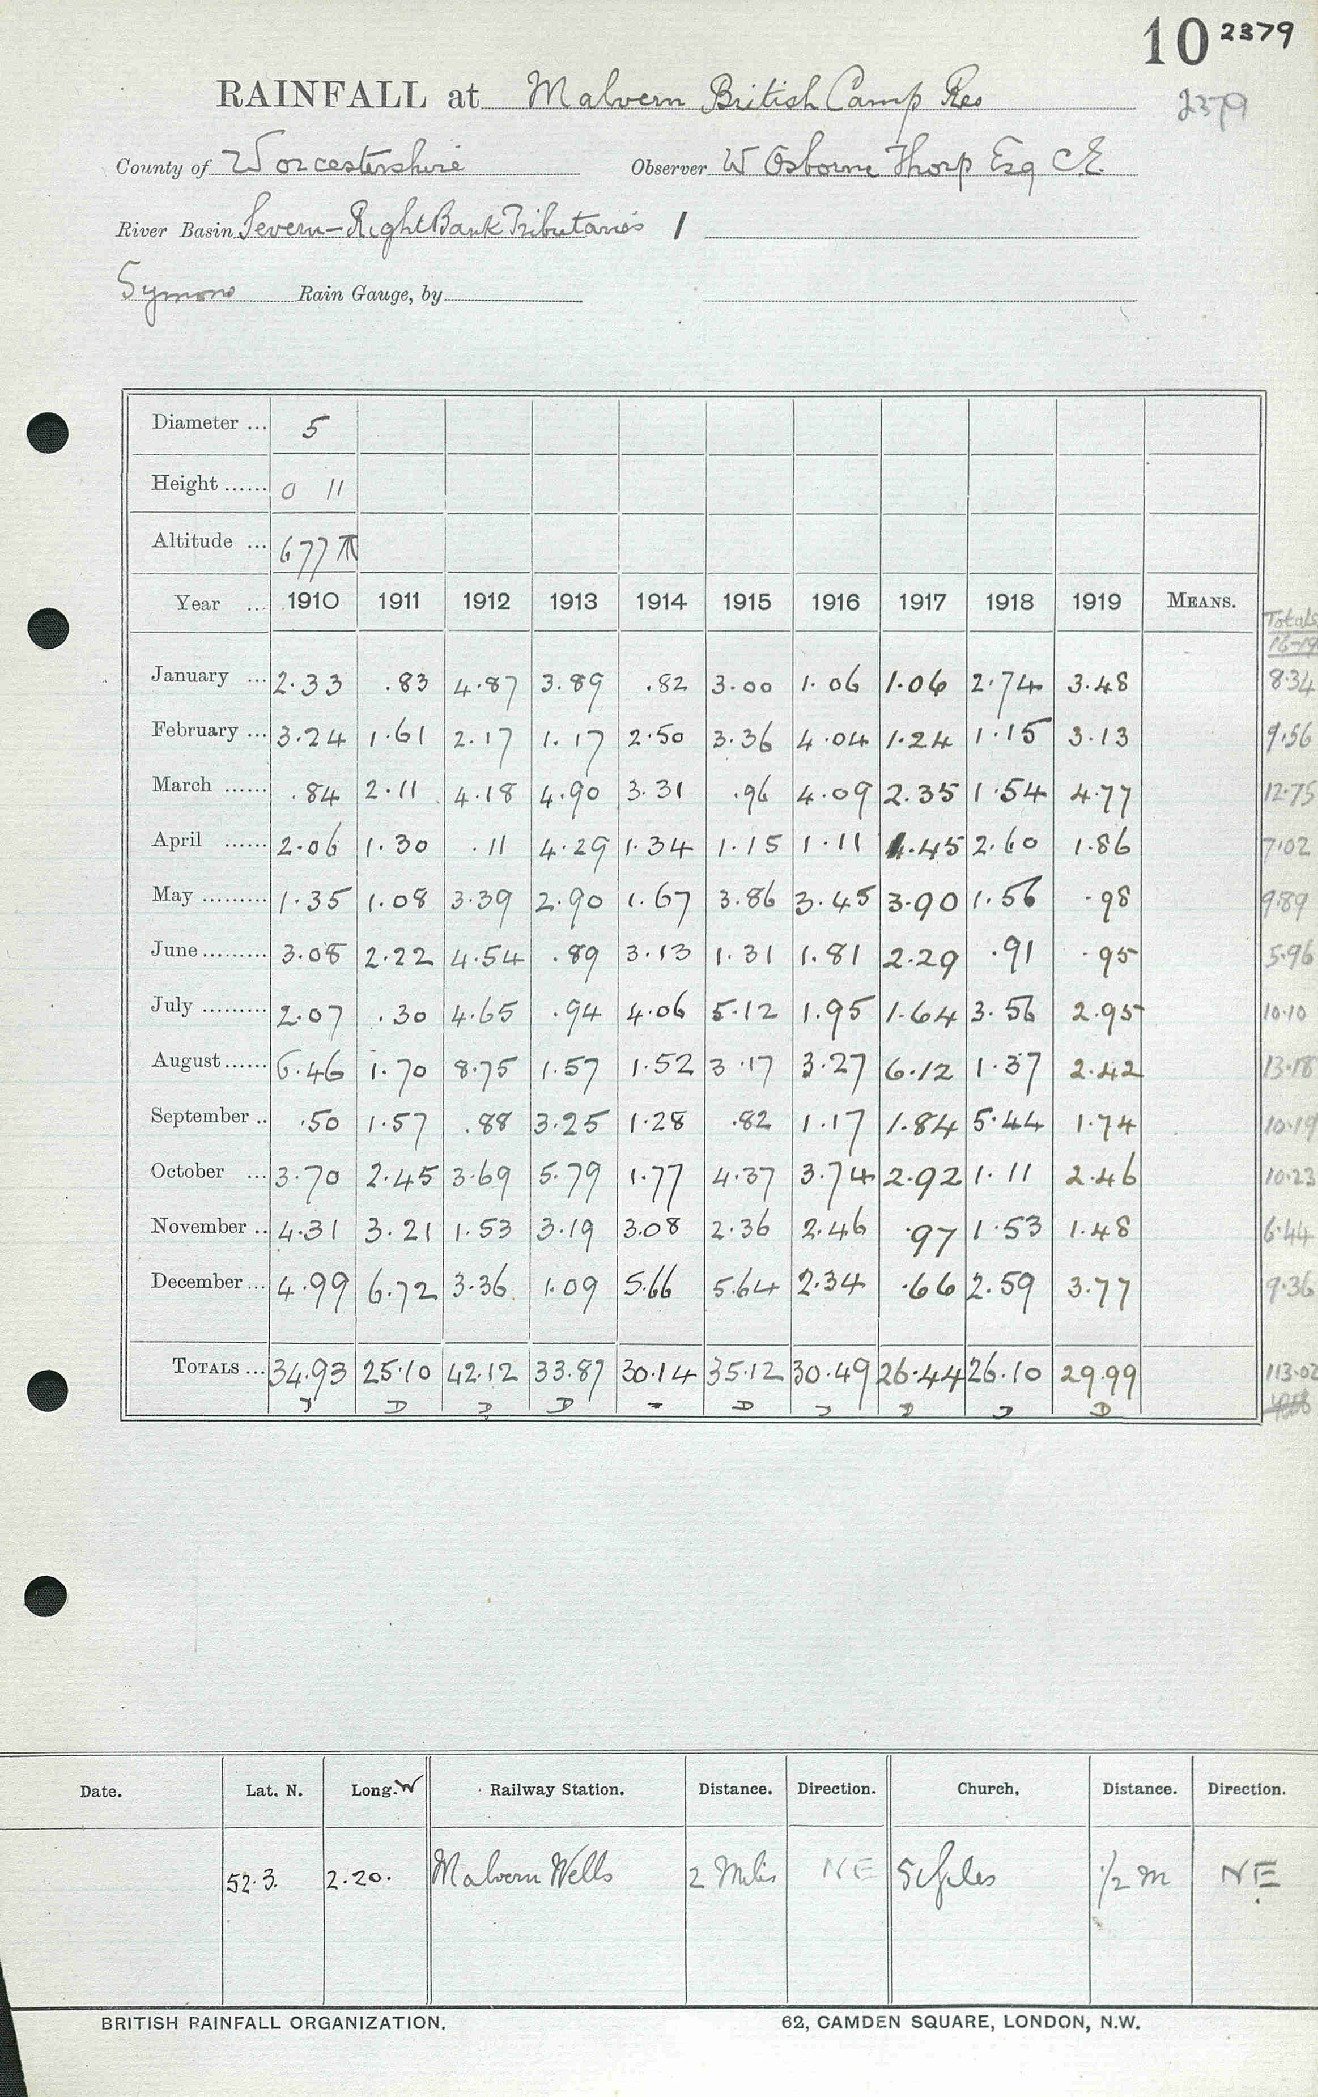 10 2379
RAINFALL at Malvern British Camp Res 2379
County of Worcestershire Observer W Osborne Thorp Esq C.E.
River Basin Severn-Right Bank Tributaries 1
Symons Rain Gauge, by
Diameter ... 5
Height ...... 0 11
Altitude ... 677
Year ... 1910 1911 1912 1913 1914 1915 1916 1917 1918 1919 MEANS. Totals
16-19
January ... 2.33 .83 4.87 3.89 .82 3.00 1.06 1.06 2.74 3.48 8.34
February ... 3.24 1.61 2.17 1.17 2.50 3.36 4.04 1.24 1.15 3.13 9.56
March ...... .84 2.11 4.18 4.90 3.31 .96 4.09 2.35 1.54 4.77 12.75
April ...... 2.06 1.30 .11 4.29 1.34 1.15 1.11 1.45 2.60 1.86 7.02
May ......... 1.35 1.08 3.39 2.90 1.67 3.86 3.45 3.90 1.56 .98 9.89
June ......... 3.08 2.22 4.54 .89 3.13 1.31 1.81 2.29 .91 .95 5.96
July ......... 2.07 .30 4.65 .94 4.06 5.12 1.95 1.64 3.56 2.95 10.10
August ...... 6.46 1.70 8.75 1.57 1.52 3.17 3.27 6.12 1.37 2.42 13.18
September .. .50 1.57 .88 3.25 1.28 .82 1.17 1.84 5.44 1.74 10.19
October ... 3.70 2.45 3.69 5.79 1.77 4.37 3.74 2.92 1.11 2.46 10.23
November .. 4.31 3.21 1.53 3.19 3.08 2.36 2.46 .97 1.53 1.48 6.44
December ... 4.99 6.72 3.36 1.09 5.66 5.64 2.34 .66 2.59 3.77 9.36
TOTALS ... 34.93 25.10 42.12 33.87 30.14 35.12 30.49 26.44 26.10 29.99 113.02
D D D D D D D D
Date. Lat. N. Long. W Railway Station. Distance. Direction. Church. Distance. Direction.
52.3. 2.20. Malvern Wells 2 Miles NE S Giles 1/2 m NE
BRITISH RAINFALL ORGANIZATION. 62, CAMDEN SQUARE, LONDON, N.W.